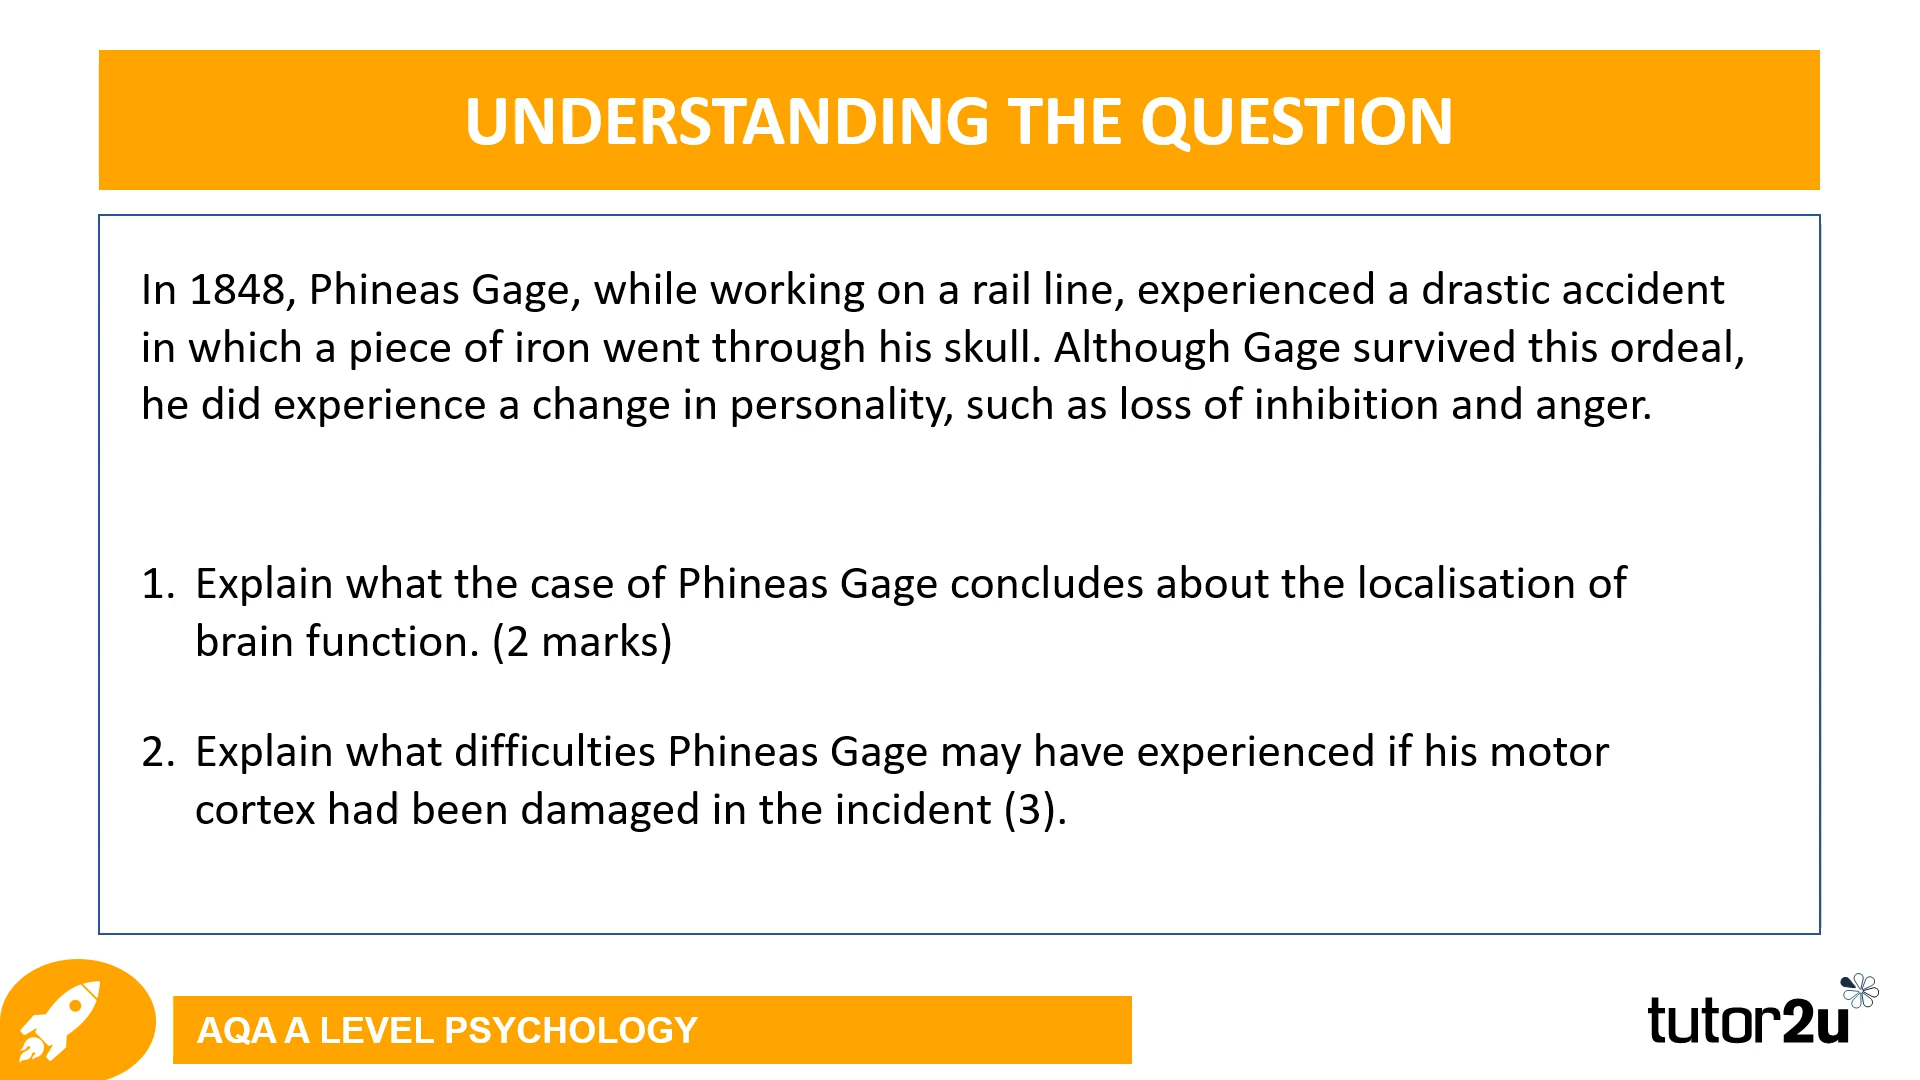 UNDERSTANDING THE QUESTION
In 1848, Phineas Gage, while working on a rail line, experienced a drastic accident
in which a piece of iron went through his skull. Although Gage survived this ordeal,
he did experience a change in personality, such as loss of inhibition and anger.
1. Explain what the case of Phineas Gage concludes about the localisation of
brain function. (2 marks)
2. Explain what difficulties Phineas Gage may have experienced if his motor
cortex had been damaged in the incident (3).
AQA A LEVEL PSYCHOLOGY
tutor2u